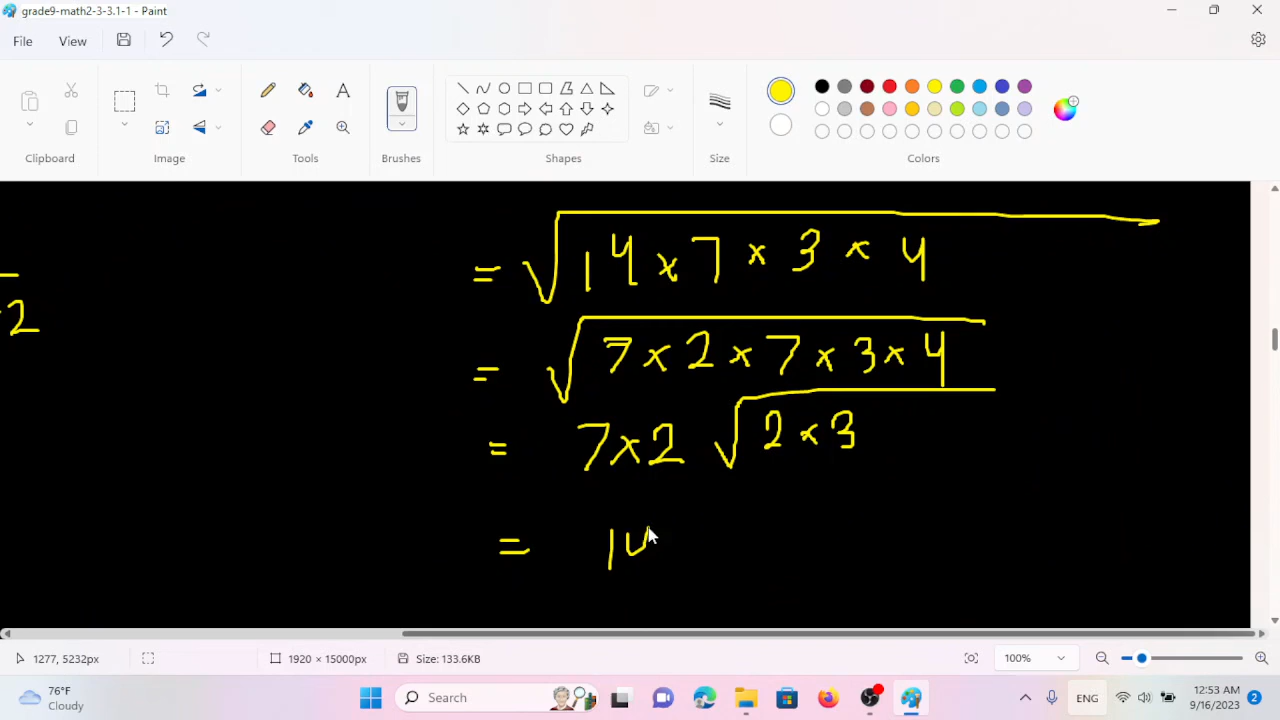 grade9-math2-3-3.1-1 - Paint
File View
Clipboard Image Tools Brushes Shapes Size Colors
A
= √14 × 7 × 3 × 4
2
= √7 × 2 × 7 × 3 × 4
= 7 × 2 √2 × 3
= 14
1277, 5232px 1920 × 15000px Size: 133.6KB 100%
76°F
Cloudy
Search
ENG
12:53 AM
9/16/2023
2